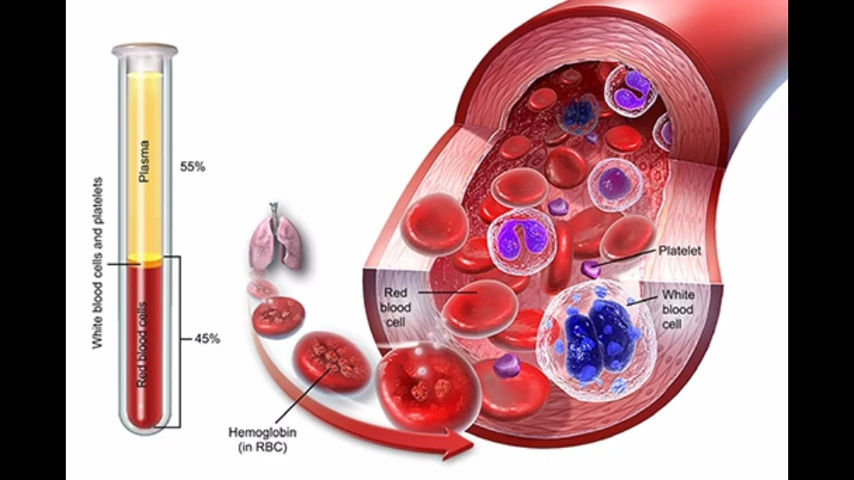 White blood cells and platelets
Plasma
55%
Red blood cells
45%
Hemoglobin
(in RBC)
Red
blood
cell
Platelet
White
blood
cell